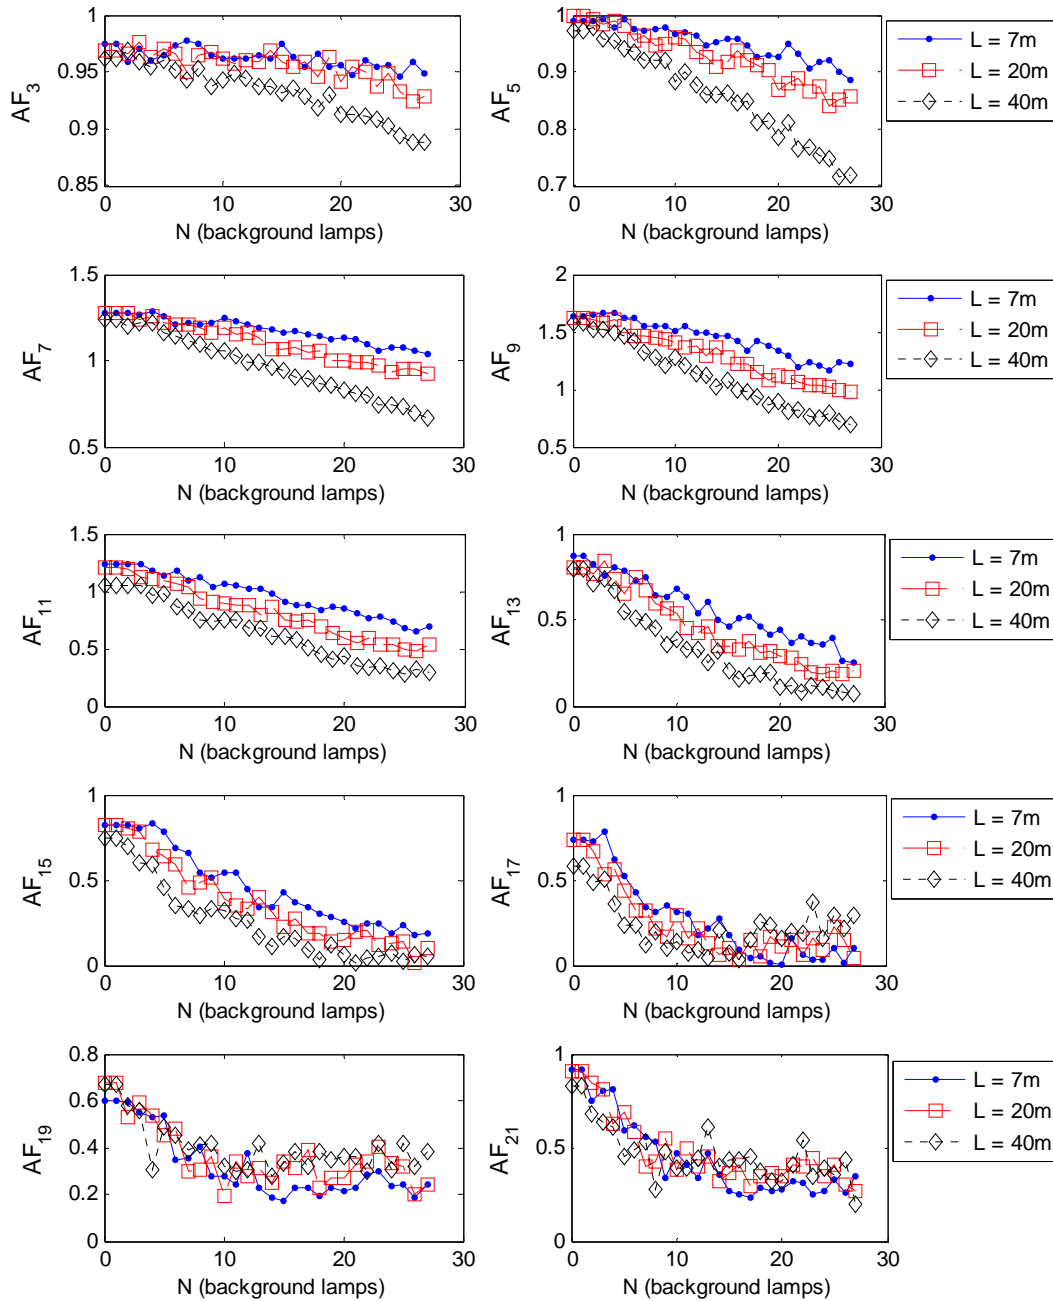 1
0.95
0.9
0.85
AF3
0 10 20 30
N (background lamps)
1
0.9
0.8
0.7
AF5
0 10 20 30
N (background lamps)
L = 7m
L = 20m
L = 40m
1.5
1
0.5
AF7
0 10 20 30
N (background lamps)
2
1.5
1
0.5
AF9
0 10 20 30
N (background lamps)
L = 7m
L = 20m
L = 40m
1.5
1
0.5
0
AF11
0 10 20 30
N (background lamps)
1
0.5
0
AF13
0 10 20 30
N (background lamps)
L = 7m
L = 20m
L = 40m
1
0.5
0
AF15
0 10 20 30
N (background lamps)
1
0.5
0
AF17
0 10 20 30
N (background lamps)
L = 7m
L = 20m
L = 40m
0.8
0.6
0.4
0.2
0
AF19
0 10 20 30
N (background lamps)
1
0.5
0
AF21
0 10 20 30
N (background lamps)
L = 7m
L = 20m
L = 40m